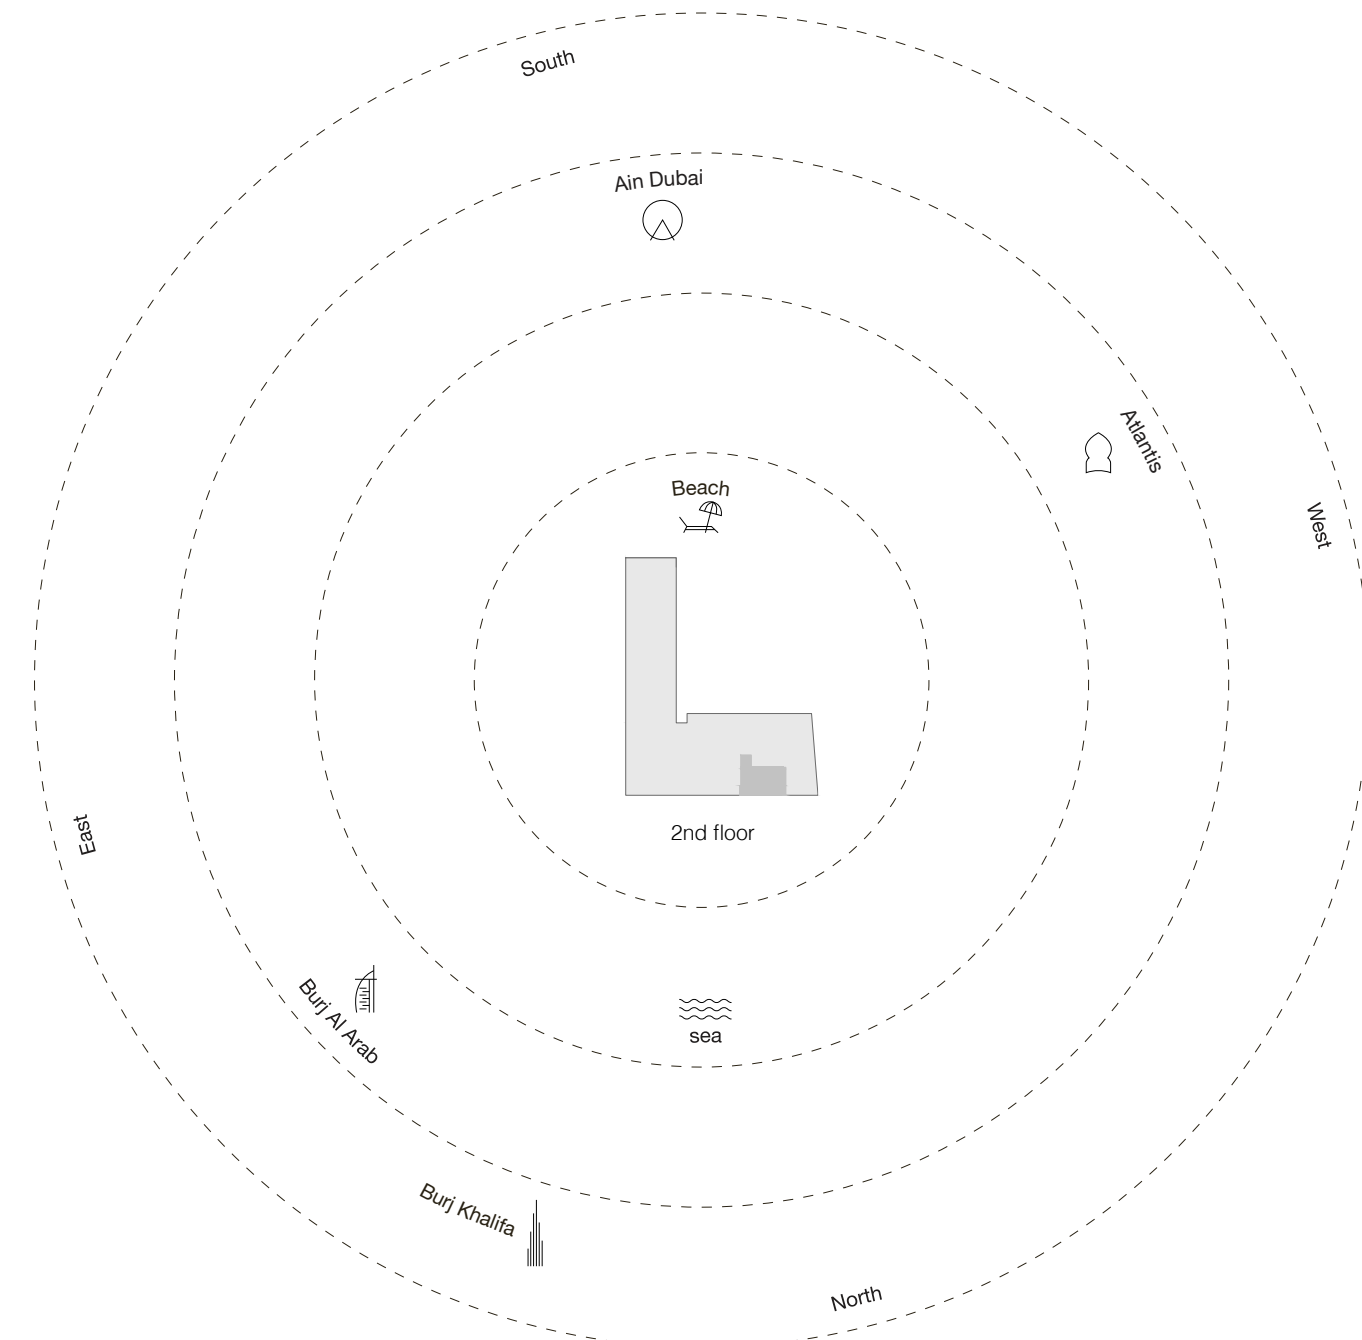 South
Ain Dubai
Atlantis
Beach
West
2nd floor
East
Burj Al Arab
sea
Burj Khalifa
North